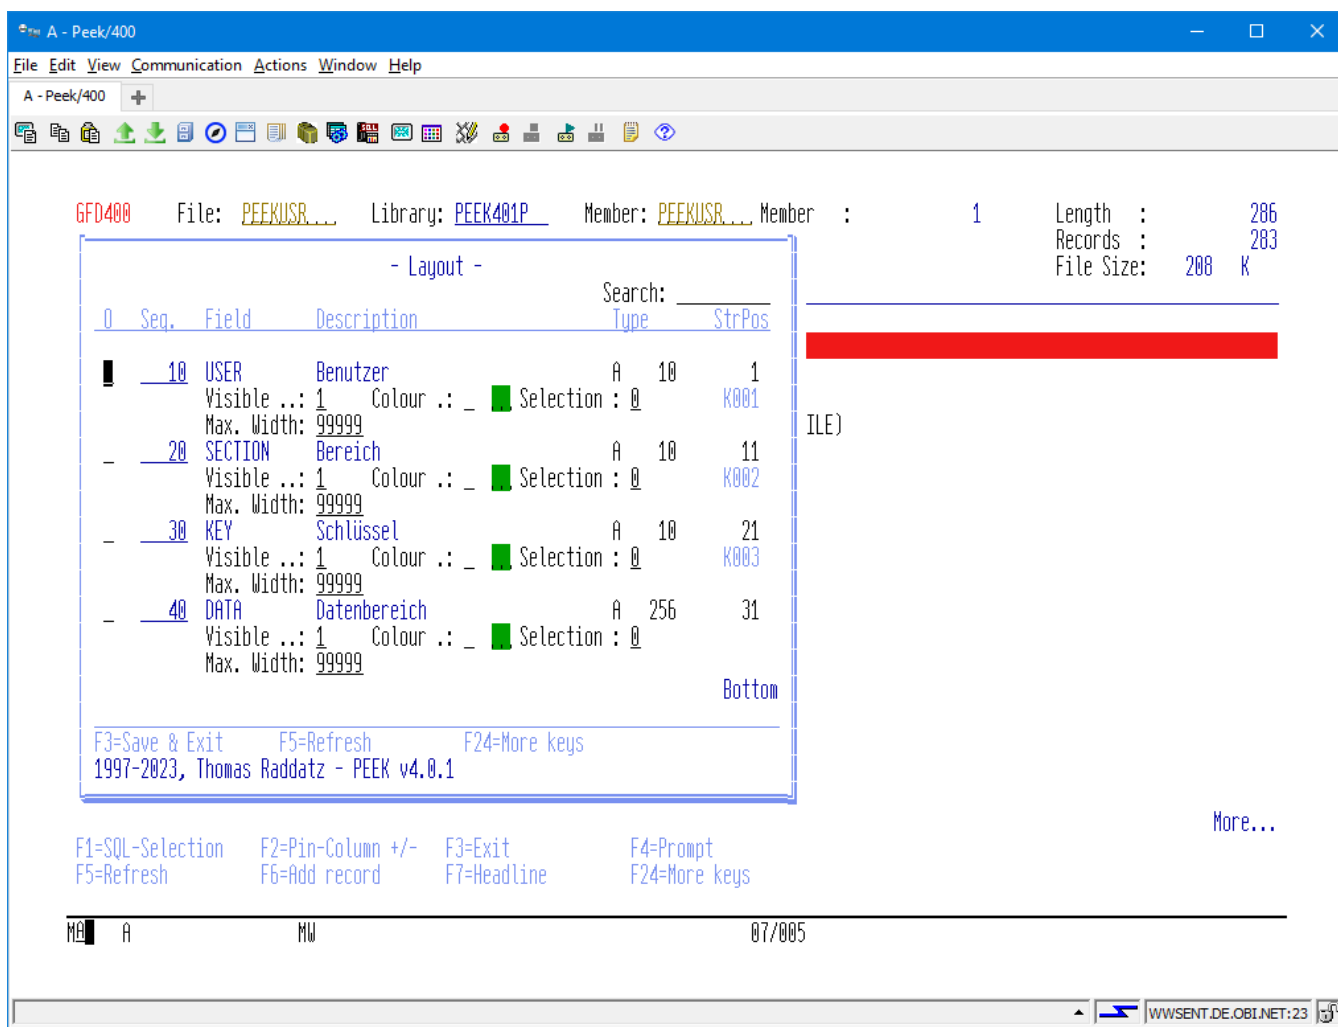 A - Peek/400
File Edit View Communication Actions Window Help
A - Peek/400
GFD400 File: PEEKUSR... Library: PEEK401P Member: PEEKUSR... Member : 1 Length : 286
Records : 283
- Layout - File Size: 208 K
Search:
O Seq. Field Description Type StrPos
10 USER Benutzer A 10 1
Visible ..: 1 Colour .: _ Selection : 0 K001
Max. Width: 99999 ILE)
_ 20 SECTION Bereich A 10 11
Visible ..: 1 Colour .: _ Selection : 0 K002
Max. Width: 99999
_ 30 KEY Schlüssel A 10 21
Visible ..: 1 Colour .: _ Selection : 0 K003
Max. Width: 99999
_ 40 DATA Datenbereich A 256 31
Visible ..: 1 Colour .: _ Selection : 0
Max. Width: 99999
Bottom
F3=Save & Exit F5=Refresh F24=More keys
1997-2023, Thomas Raddatz - PEEK v4.0.1
More...
F1=SQL-Selection F2=Pin-Column +/- F3=Exit F4=Prompt
F5=Refresh F6=Add record F7=Headline F24=More keys
MA A MW 07/005
WWSENT.DE.OBI.NET:23